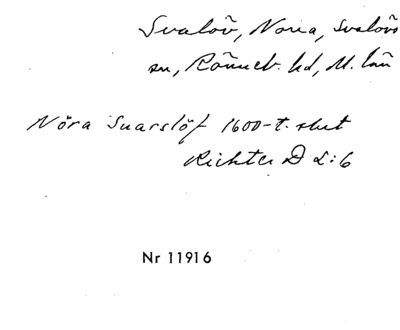 Svalöv, Norra, Svalövs
sn, Rönneb. hd, M. län
Nöra Suarslöf 1600-t. slut
Richter D L:6
Nr 11916